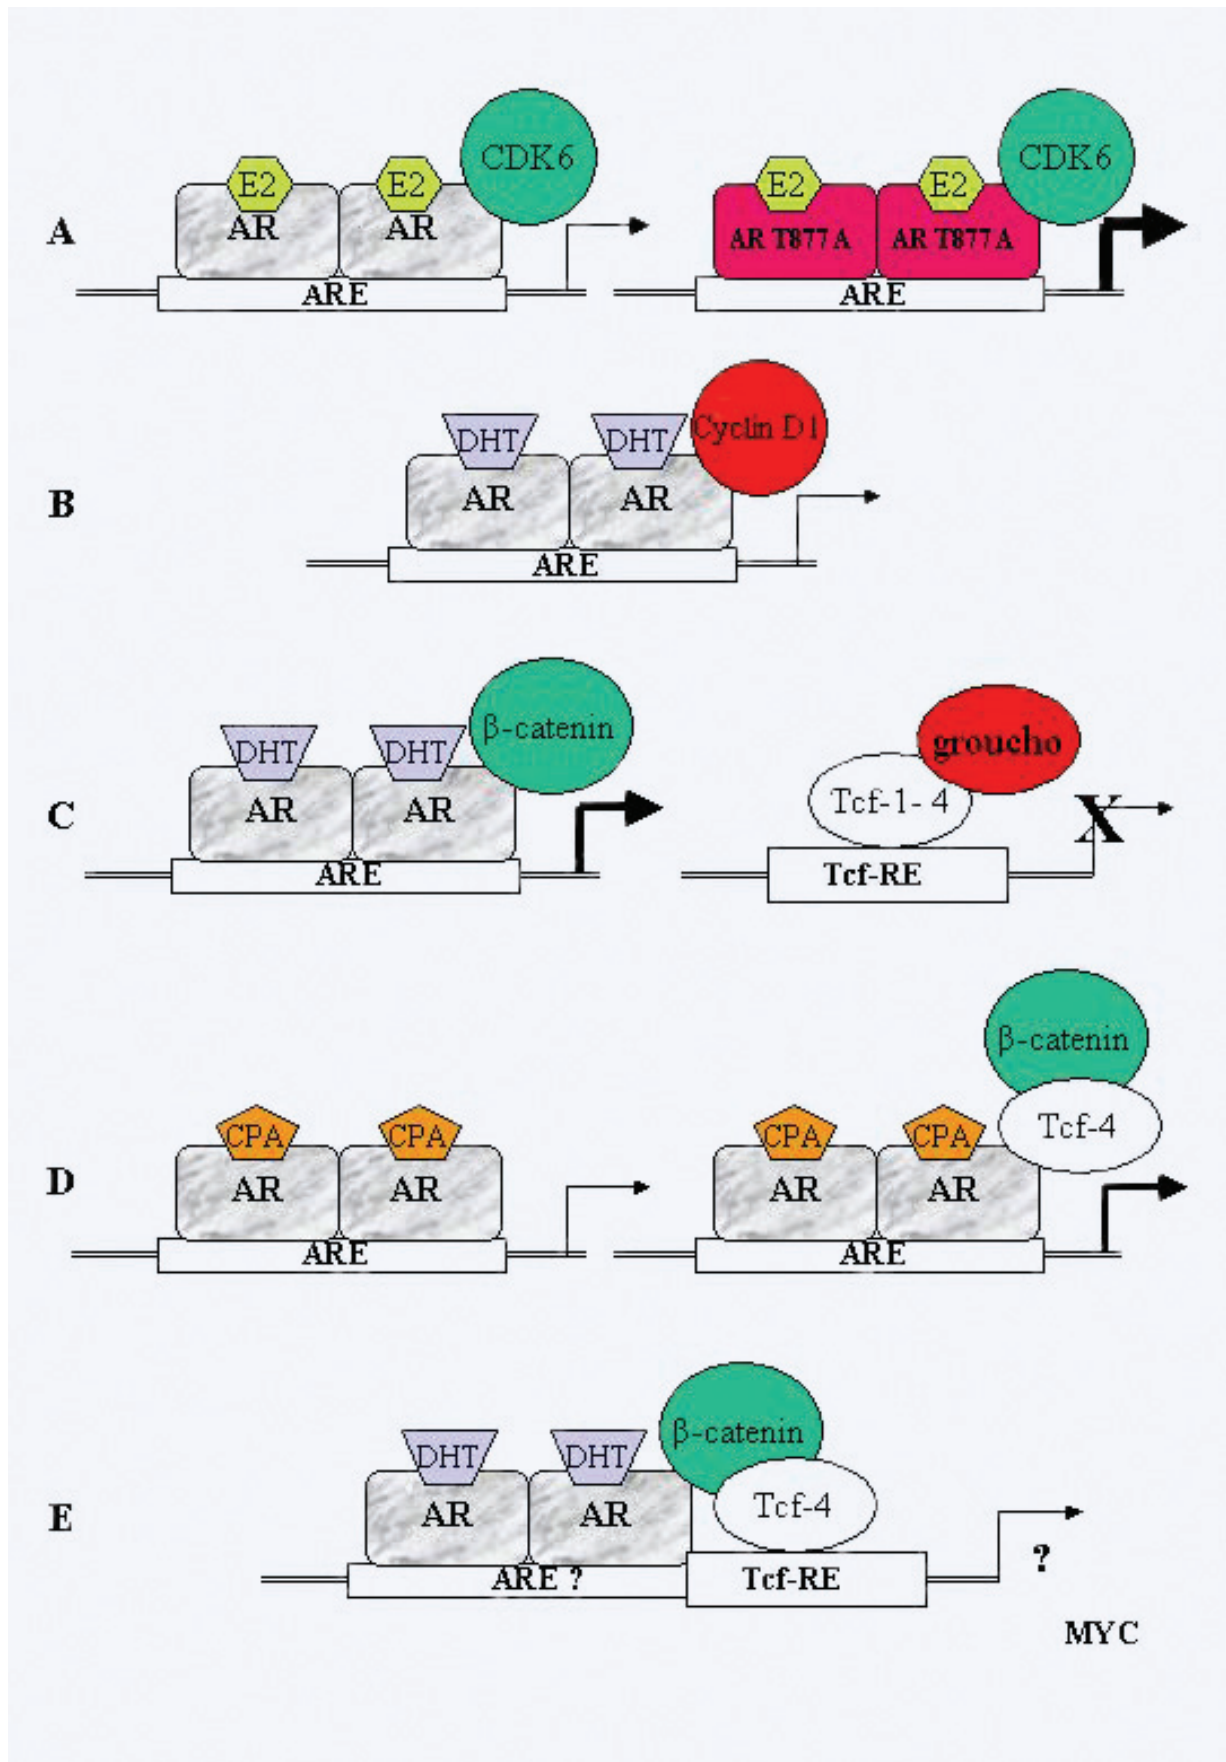 A
E2 E2 CDK6
AR AR
ARE
E2 E2 CDK6
AR T877A AR T877A
ARE
B
DHT DHT Cyclin D1
AR AR
ARE
C
DHT DHT β-catenin
AR AR
ARE
groucho
Tcf-1-4
X
Tcf-RE
D
CPA CPA
AR AR
ARE
β-catenin
CPA CPA Tcf-4
AR AR
ARE
E
β-catenin
DHT DHT
AR AR Tcf-4
ARE ? Tcf-RE
?
MYC